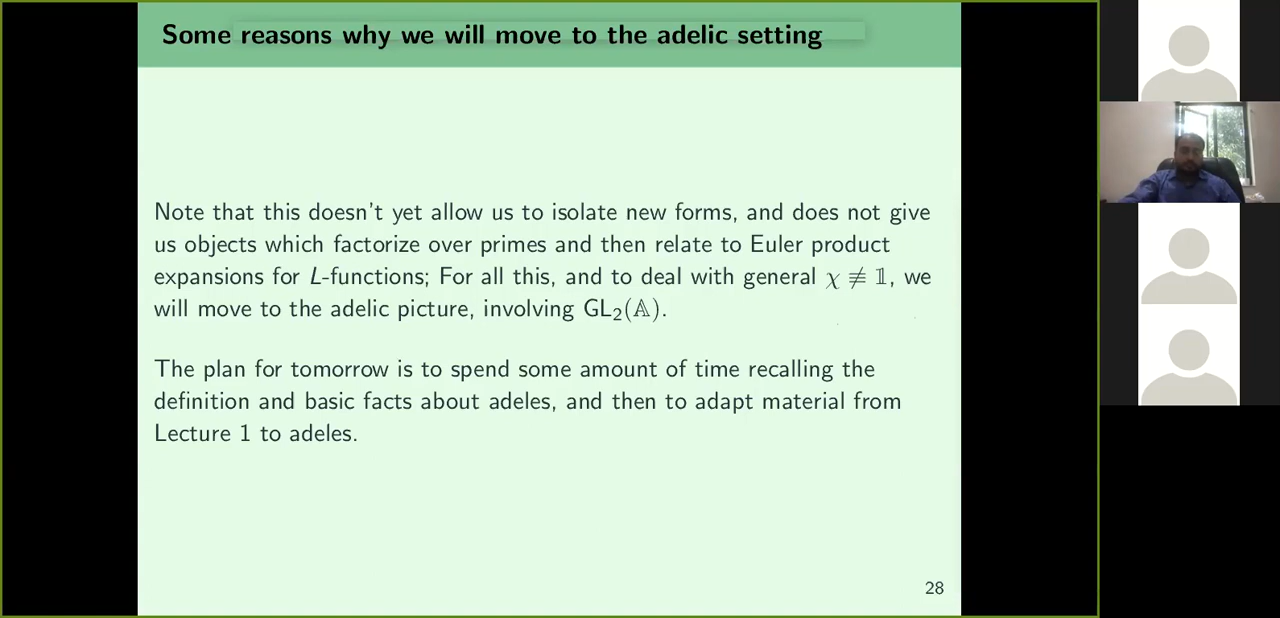 Some reasons why we will move to the adelic setting
Note that this doesn't yet allow us to isolate new forms, and does not give
us objects which factorize over primes and then relate to Euler product
expansions for L-functions; For all this, and to deal with general χ ≢ 𝟙, we
will move to the adelic picture, involving GL₂(𝔸).
The plan for tomorrow is to spend some amount of time recalling the
definition and basic facts about adeles, and then to adapt material from
Lecture 1 to adeles.
28